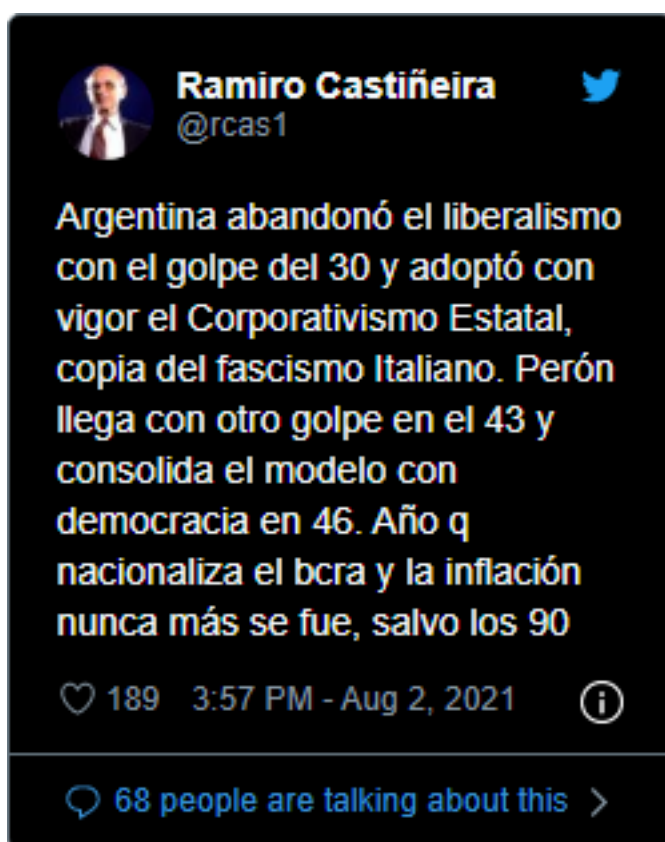 Ramiro Castiñeira
@rcas1
Argentina abandonó el liberalismo
con el golpe del 30 y adoptó con
vigor el Corporativismo Estatal,
copia del fascismo Italiano. Perón
llega con otro golpe en el 43 y
consolida el modelo con
democracia en 46. Año q
nacionaliza el bcra y la inflación
nunca más se fue, salvo los 90
189 3:57 PM - Aug 2, 2021
68 people are talking about this